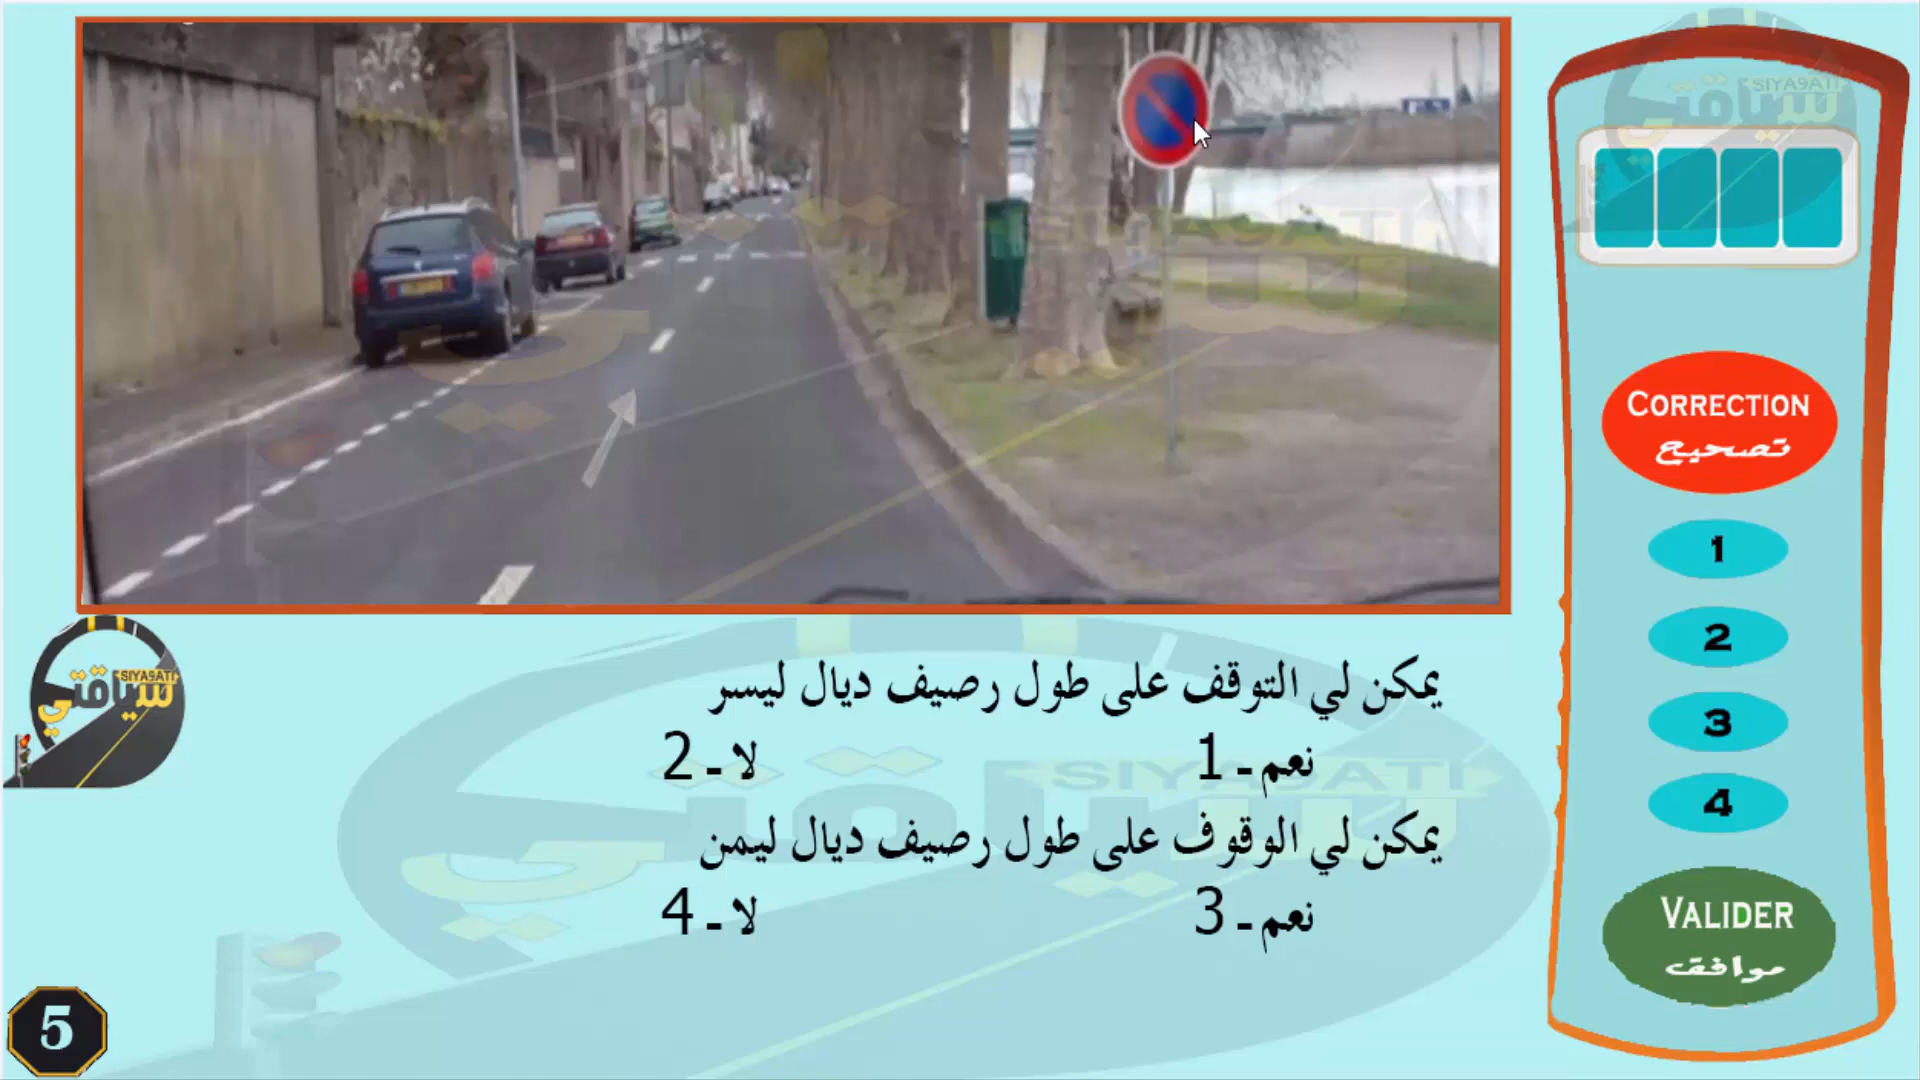 يمكن لي التوقف على طول رصيف ديال ليسر
نعم - 1
لا - 2
يمكن لي الوقوف على طول رصيف ديال ليمن
نعم - 3
لا - 4
5
SIYA9ATI
سياقتي
CORRECTION
تصحيح
1
2
3
4
VALIDER
موافق